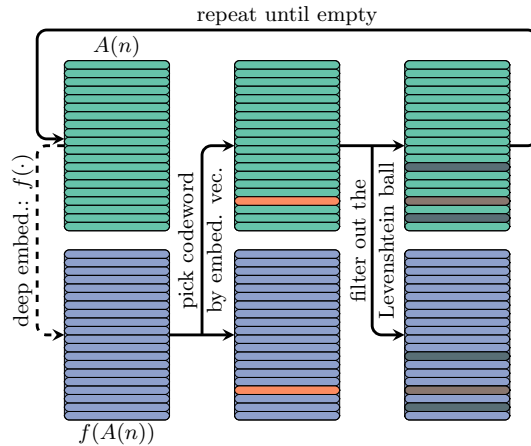 repeat until empty
A(n)
deep embed.: f(·)
pick codeword
by embed. vec.
filter out the
Levenshtein ball
f(A(n))